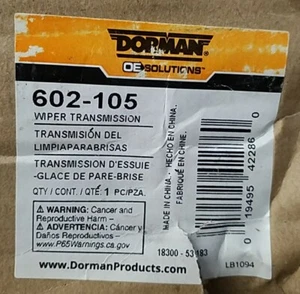 DORMAN®
OE SOLUTIONS™
602-105
WIPER TRANSMISSION
TRANSMISIÓN DEL
LIMPIAPARABRISAS
TRANSMISSION D'ESSUIE
-GLACE DE PARE-BRISE
QTY / CONT. / QTÉ: 1 PC/PZA.
⚠ WARNING: Cancer and
Reproductive Harm –
⚠ ADVERTENCIA: Cáncer y
Daños Reproductivos –
www.P65Warnings.ca.gov
www.DormanProducts.com
MADE IN CHINA. - HECHO EN CHINA.
FABRIQUÉ EN CHINE.
18300 - 53183
0 19495 42286 0
LB1094